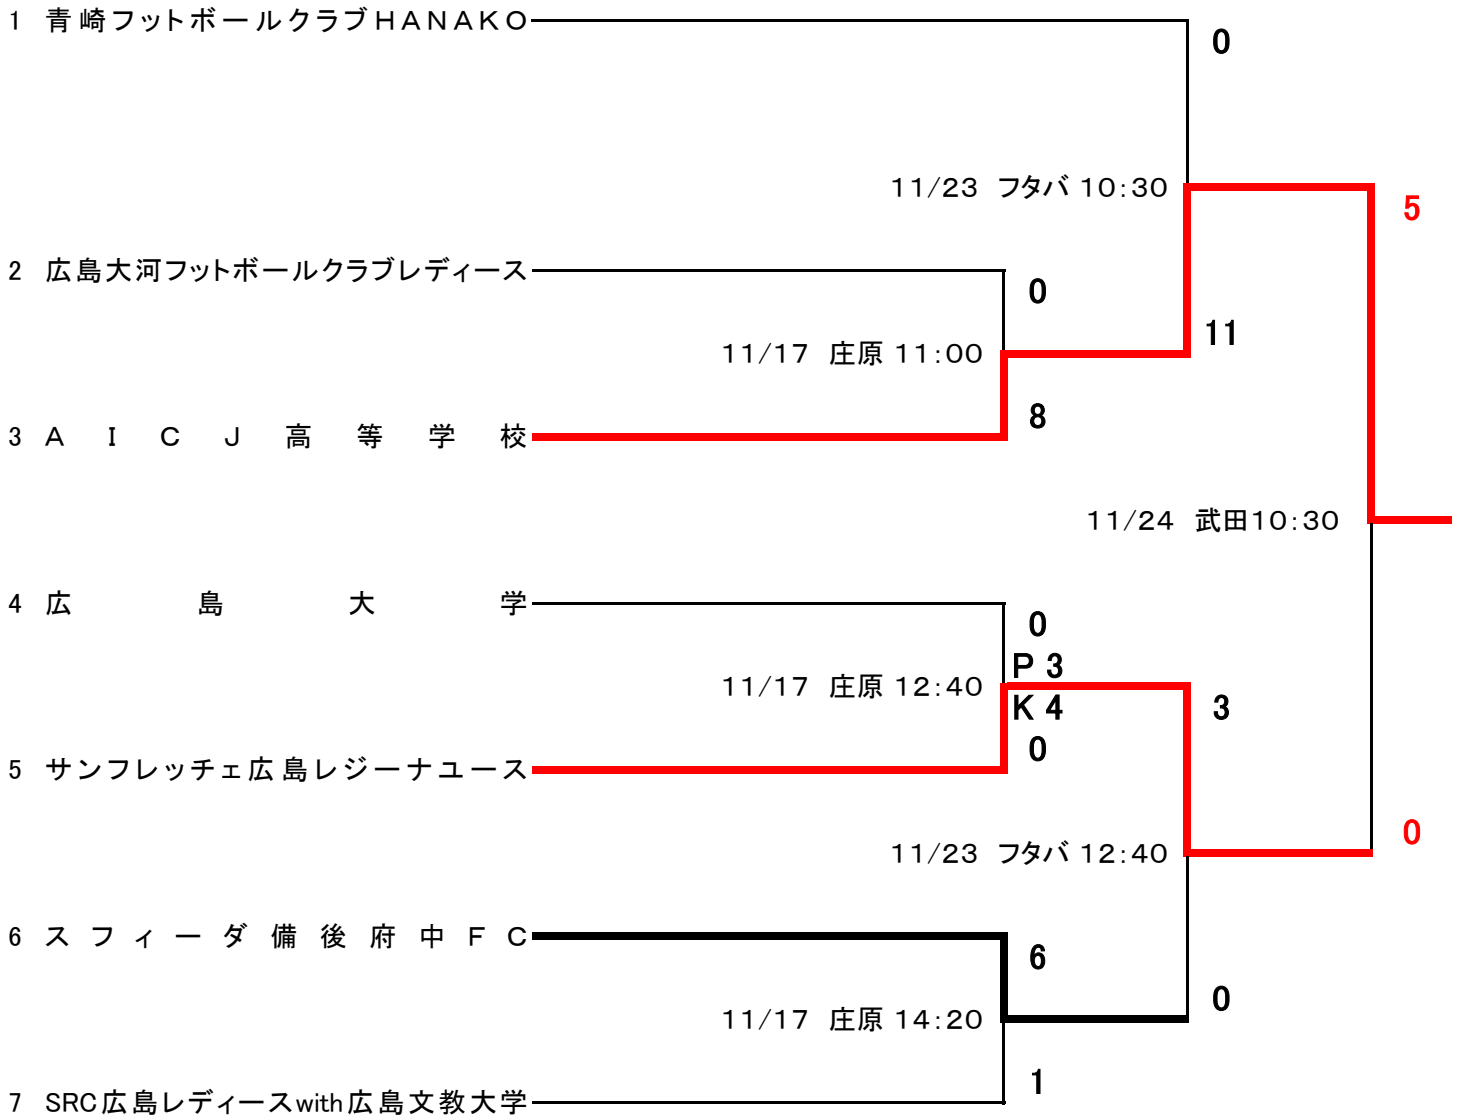 1 青崎フットボールクラブHANAKO
0
11/23 フタバ 10:30
5
2 広島大河フットボールクラブレディース
0
11/17 庄原 11:00
11
8
3 AICJ高等学校
11/24 武田10:30
4 広島大学
0
P 3
11/17 庄原 12:40
K 4
3
0
5 サンフレッチェ広島レジーナユース
0
11/23 フタバ 12:40
6 スフィーダ備後府中FC
6
0
11/17 庄原 14:20
1
7 SRC広島レディースwith広島文教大学